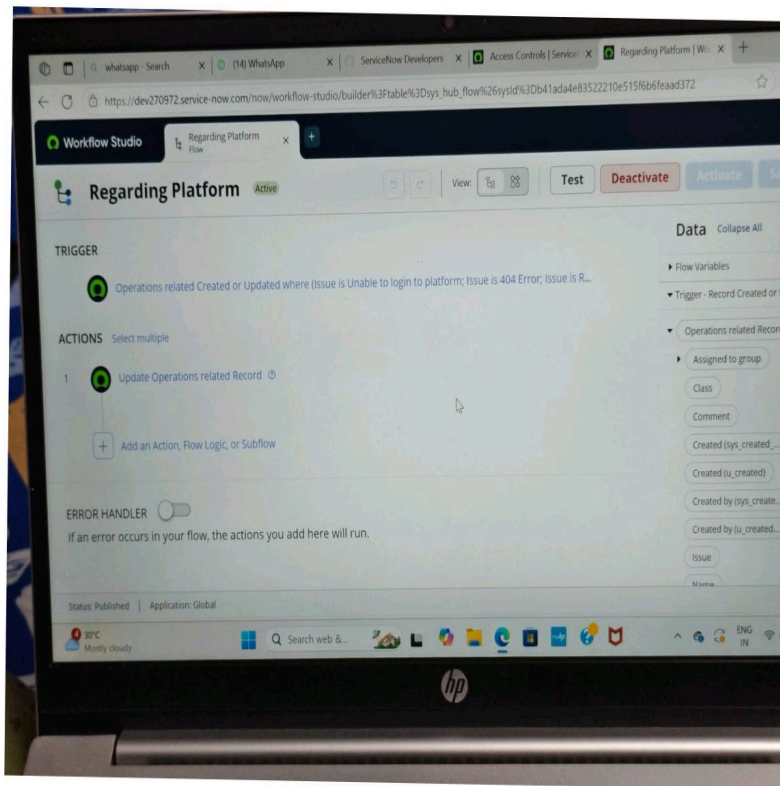 whatsapp - Search
(14) WhatsApp
ServiceNow Developers
Access Controls | Service
Regarding Platform | Wo
https://dev270972.service-now.com/now/workflow-studio/builder%3Ftable%3Dsys_hub_flow%26sysId%3Db41ada4e83522210e515f6b6feaad372
Workflow Studio
Regarding Platform
Flow
Regarding Platform
Active
View:
Test
Deactivate
Activate
TRIGGER
Operations related Created or Updated where (Issue is Unable to login to platform; Issue is 404 Error; Issue is R...
ACTIONS Select multiple
1 Update Operations related Record
Add an Action, Flow Logic, or Subflow
ERROR HANDLER
If an error occurs in your flow, the actions you add here will run.
Status: Published | Application: Global
Data Collapse All
Flow Variables
Trigger - Record Created or
Operations related Recor
Assigned to group
Class
Comment
Created (sys_created_...
Created (u_created)
Created by (sys_create...
Created by (u_created...
Issue
Name
30°C
Mostly cloudy
Search web &...
ENG
IN
hp